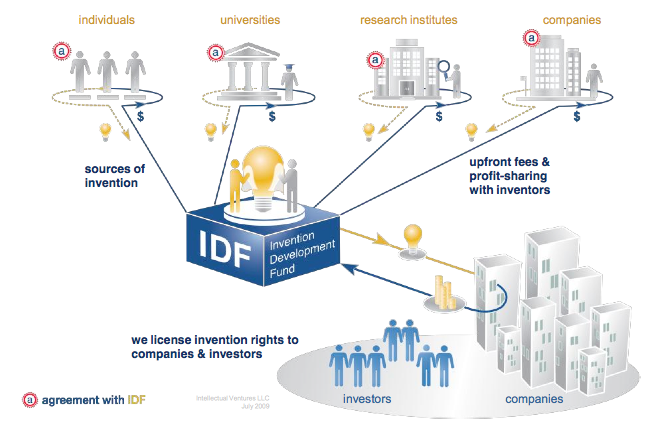 individuals
universities
research institutes
companies
a
a
a
a
$
$
$
$
sources of
invention
upfront fees &
profit-sharing
with inventors
IDF
Invention
Development
Fund
we license invention rights to
companies & investors
investors
companies
a agreement with IDF
Intellectual Ventures LLC
July 2009